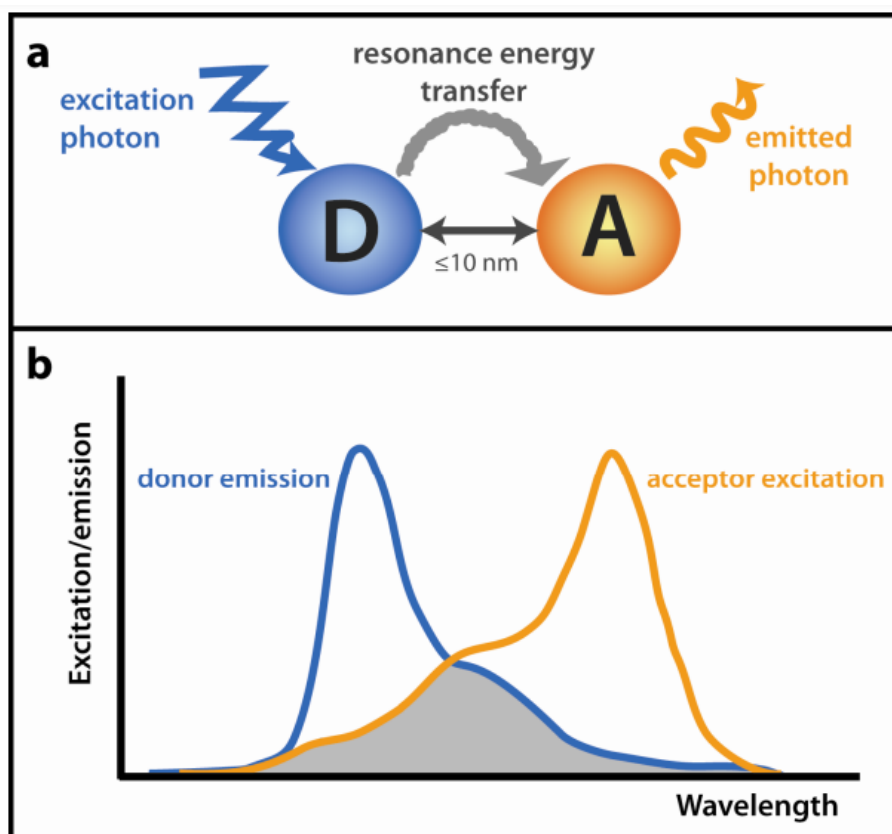 a
resonance energy
transfer
excitation
photon
emitted
photon
D
A
≤10 nm
b
donor emission
acceptor excitation
Excitation/emission
Wavelength